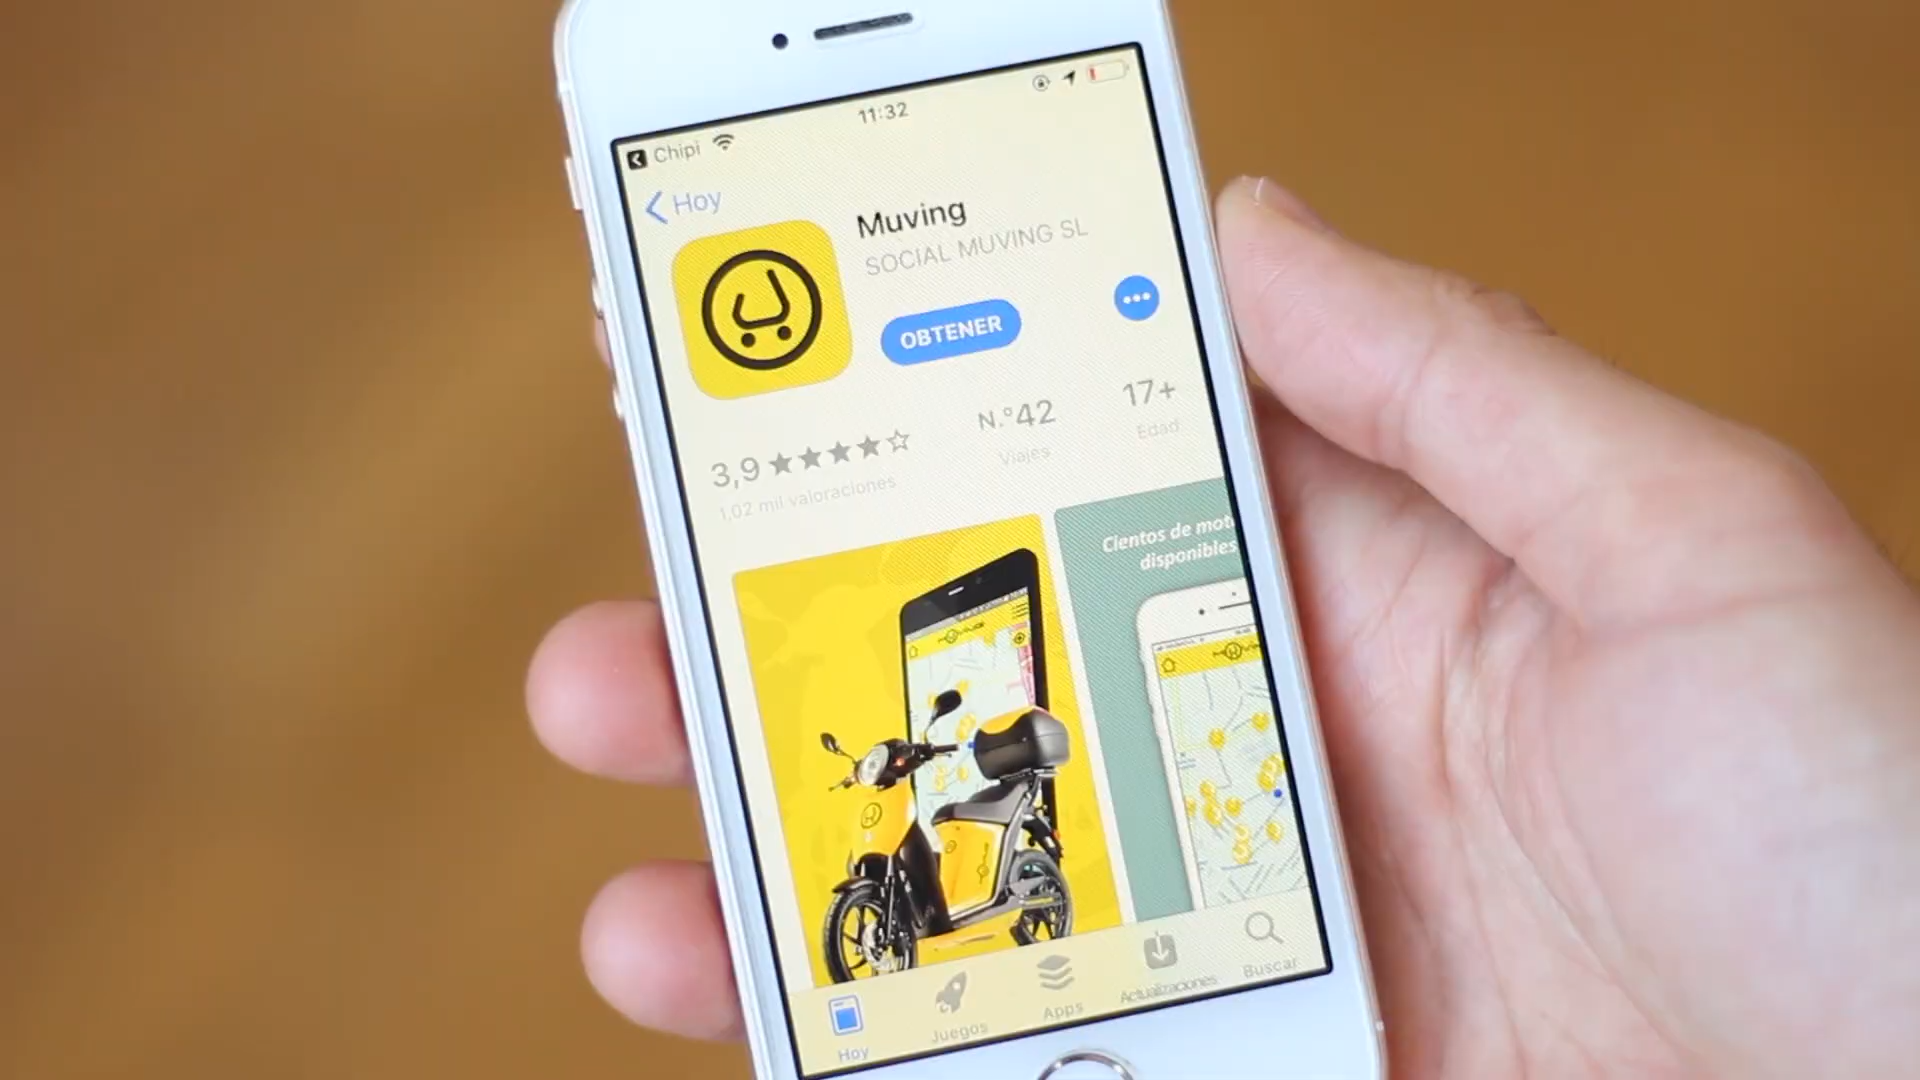 11:32
Chipi
Hoy
Muving
SOCIAL MUVING SL
OBTENER
3,9
1,02 mil valoraciones
N.º42
Viajes
17+
Edad
Cientos de mot
disponibles
Hoy
Juegos
Apps
Actualizaciones
Buscar